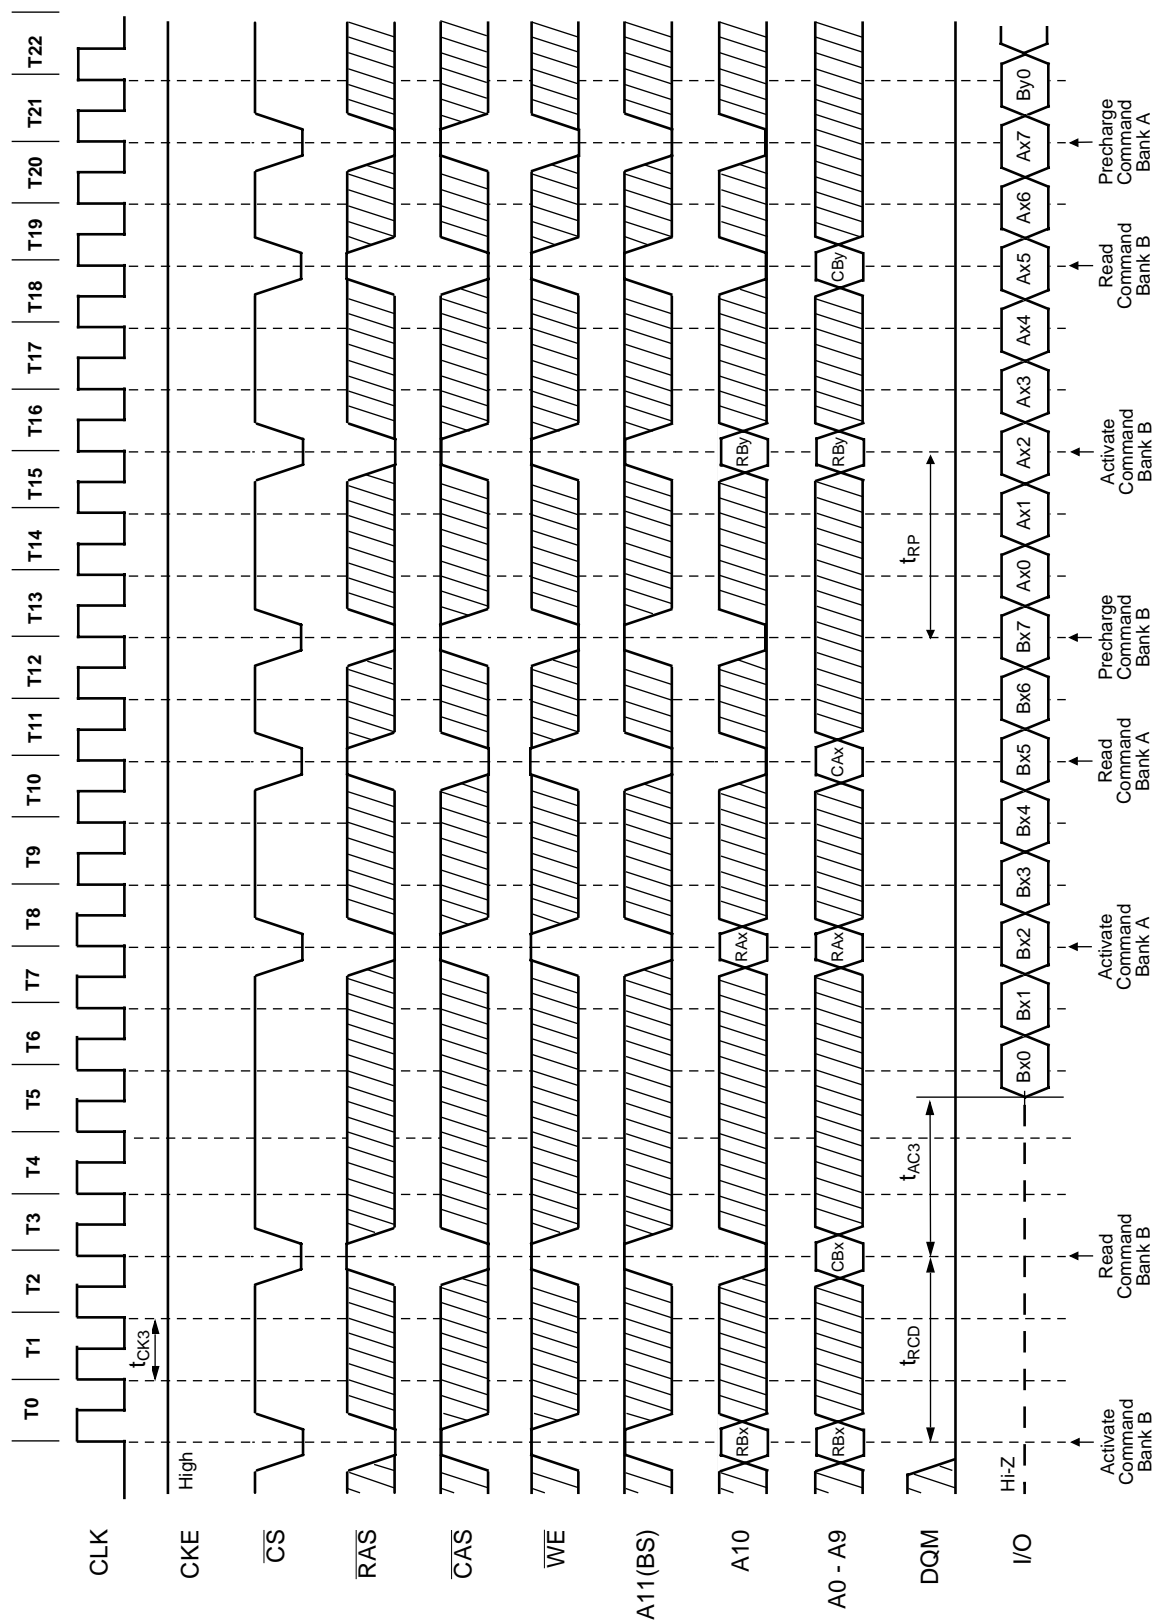 T0 T1 T2 T3 T4 T5 T6 T7 T8 T9 T10 T11 T12 T13 T14 T15 T16 T17 T18 T19 T20 T21 T22
CLK
tCK3
CKE
High
CS
RAS
CAS
WE
A11(BS)
A10
RBx RAx RBy
A0 - A9
RBx CBx RAx CAx RBy CBy
DQM
tRCD tAC3 tRP
I/O
Hi-Z
Bx0 Bx1 Bx2 Bx3 Bx4 Bx5 Bx6 Bx7 Ax0 Ax1 Ax2 Ax3 Ax4 Ax5 Ax6 Ax7 By0
Activate
Command
Bank B
Read
Command
Bank B
Activate
Command
Bank A
Read
Command
Bank A
Precharge
Command
Bank B
Activate
Command
Bank B
Read
Command
Bank B
Precharge
Command
Bank A